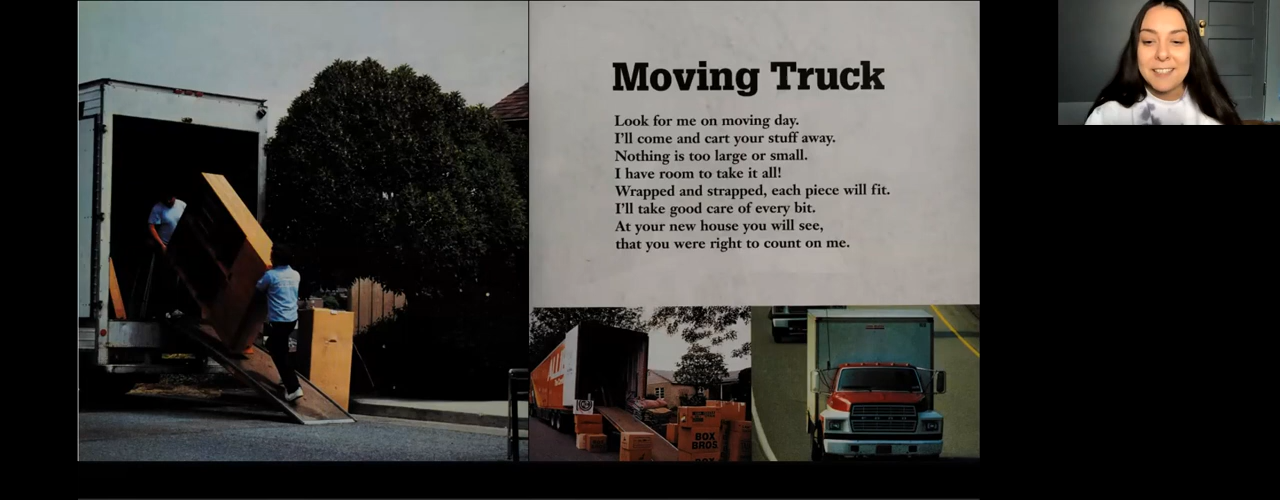 Moving Truck
Look for me on moving day.
I'll come and cart your stuff away.
Nothing is too large or small.
I have room to take it all!
Wrapped and strapped, each piece will fit.
I'll take good care of every bit.
At your new house you will see,
that you were right to count on me.
BOX
BROS.
BOX